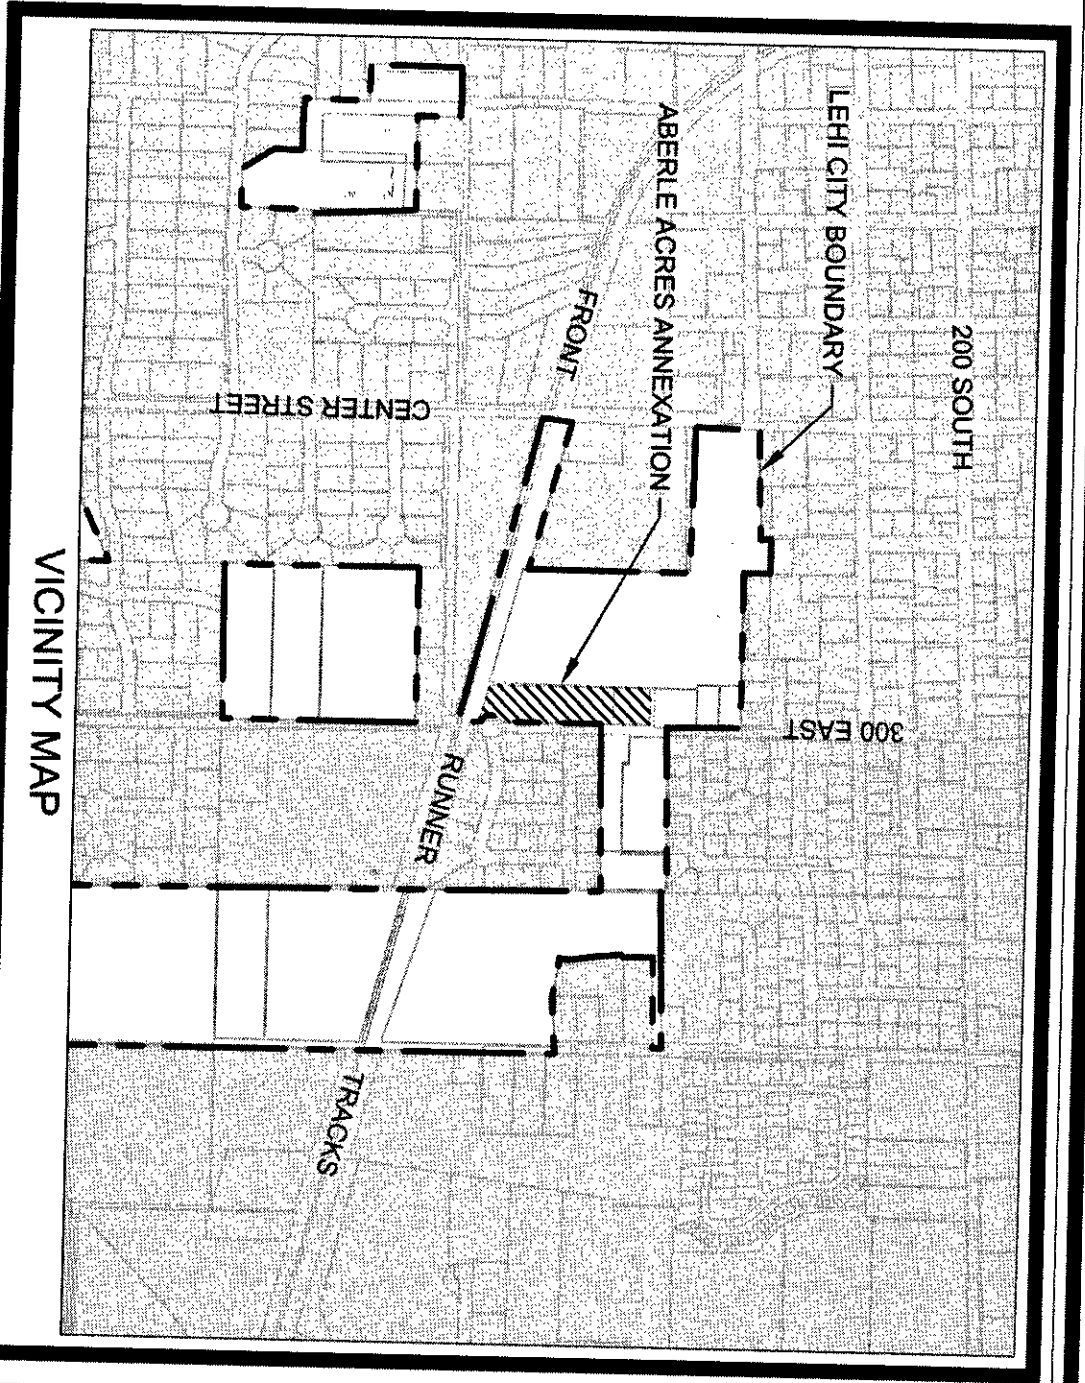 200 SOUTH
LEHI CITY BOUNDARY
ABERLE ACRES ANNEXATION
300 EAST
FRONT
RUNNER
TRACKS
CENTER STREET
VICINITY MAP